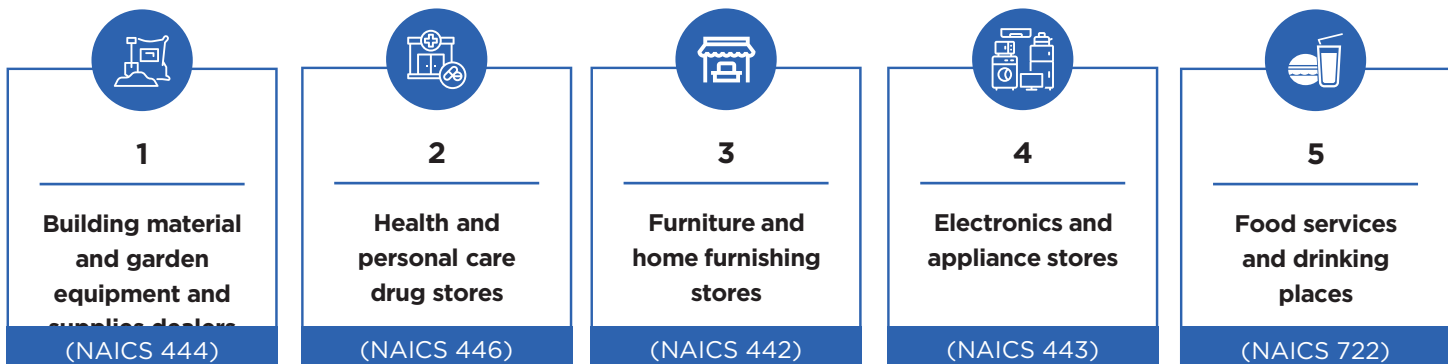 1
Building material
and garden
equipment and
supplies dealers
(NAICS 444)
2
Health and
personal care
drug stores
(NAICS 446)
3
Furniture and
home furnishing
stores
(NAICS 442)
4
Electronics and
appliance stores
(NAICS 443)
5
Food services
and drinking
places
(NAICS 722)